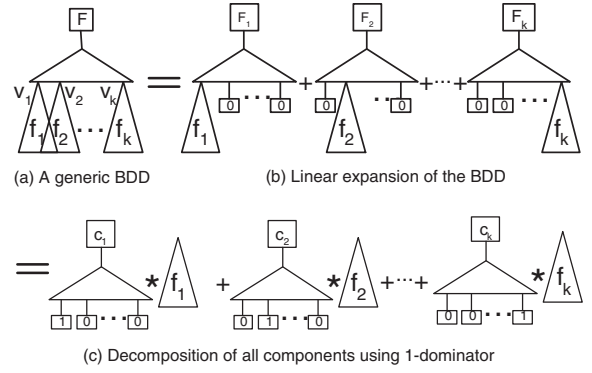 F = F₁ + F₂ + ··· + Fₖ
v₁ v₂ vₖ
0 ··· 0 0 ·· 0 0 0 ···
f₁ f₂ ··· fₖ f₁ f₂ fₖ
(a) A generic BDD (b) Linear expansion of the BDD
= c₁ * f₁ + c₂ * f₂ + ··· + cₖ * fₖ
1 0 ··· 0 0 1 ··· 0 0 0 ··· 1
(c) Decomposition of all components using 1-dominator